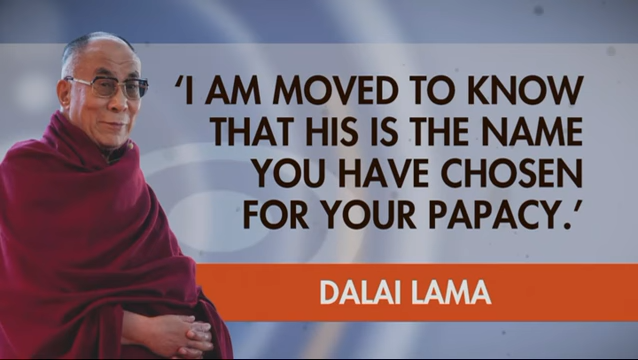 ‘I AM MOVED TO KNOW
THAT HIS IS THE NAME
YOU HAVE CHOSEN
FOR YOUR PAPACY.’
DALAI LAMA